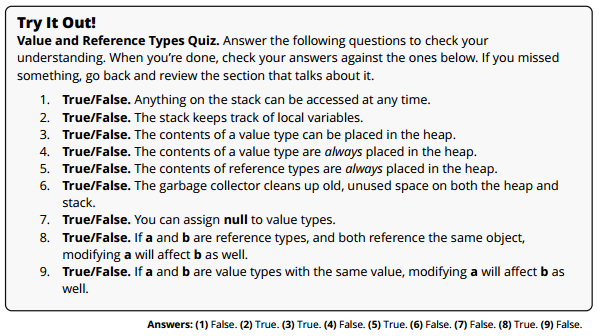 Try It Out!
Value and Reference Types Quiz. Answer the following questions to check your
understanding. When you're done, check your answers against the ones below. If you missed
something, go back and review the section that talks about it.
1. True/False. Anything on the stack can be accessed at any time.
2. True/False. The stack keeps track of local variables.
3. True/False. The contents of a value type can be placed in the heap.
4. True/False. The contents of a value type are always placed in the heap.
5. True/False. The contents of reference types are always placed in the heap.
6. True/False. The garbage collector cleans up old, unused space on both the heap and
stack.
7. True/False. You can assign null to value types.
8. True/False. If a and b are reference types, and both reference the same object,
modifying a will affect b as well.
9. True/False. If a and b are value types with the same value, modifying a will affect b as
well.
Answers: (1) False. (2) True. (3) True. (4) False. (5) True. (6) False. (7) False. (8) True. (9) False.